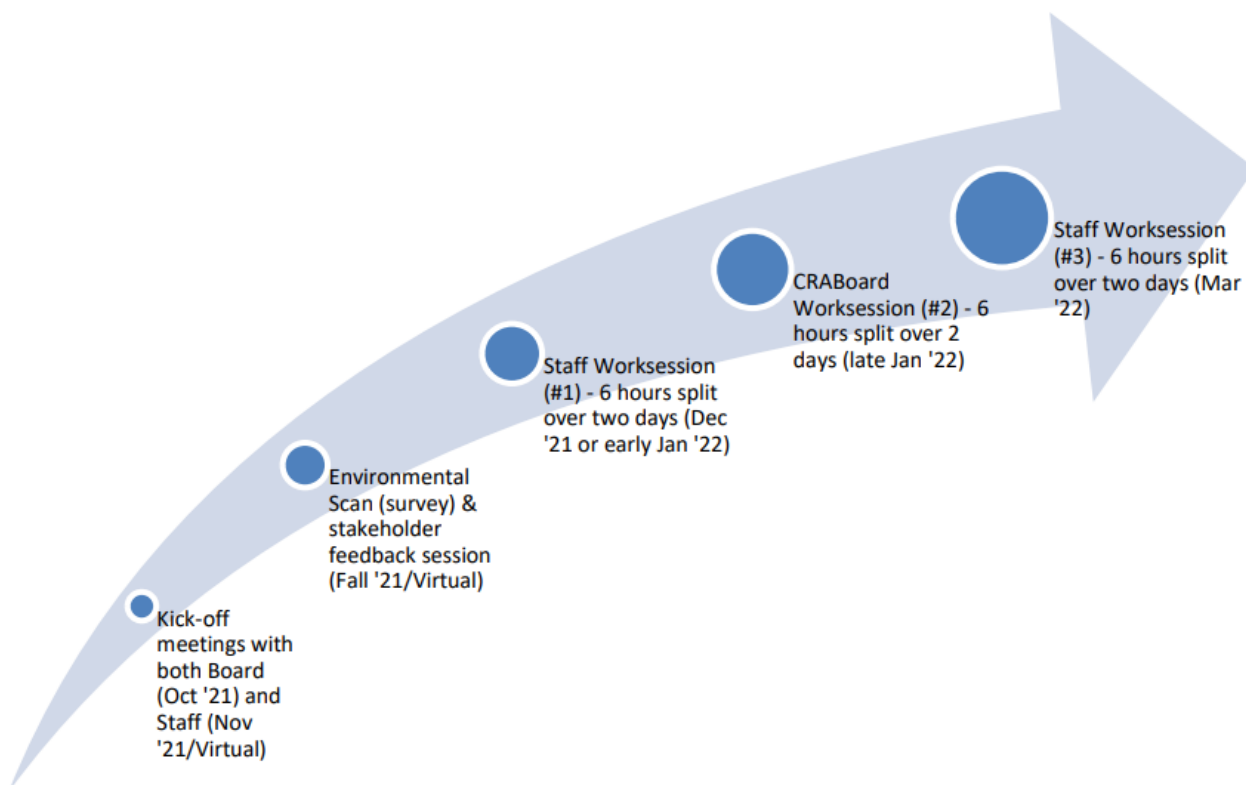 Kick-off
meetings with
both Board
(Oct '21) and
Staff (Nov
'21/Virtual)
Environmental
Scan (survey) &
stakeholder
feedback session
(Fall '21/Virtual)
Staff Worksession
(#1) - 6 hours split
over two days (Dec
'21 or early Jan '22)
CRABoard
Worksession (#2) - 6
hours split over 2
days (late Jan '22)
Staff Worksession
(#3) - 6 hours split
over two days (Mar
'22)